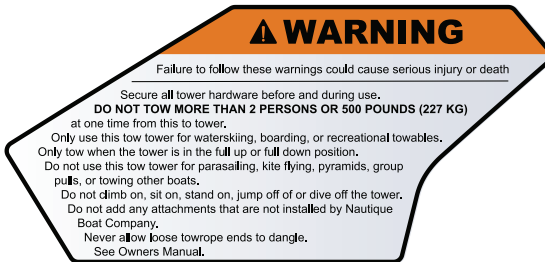 WARNING
Failure to follow these warnings could cause serious injury or death
Secure all tower hardware before and during use.
DO NOT TOW MORE THAN 2 PERSONS OR 500 POUNDS (227 KG)
at one time from this to tower.
Only use this tow tower for waterskiing, boarding, or recreational towables.
Only tow when the tower is in the full up or full down position.
Do not use this tow tower for parasailing, kite flying, pyramids, group
pulls, or towing other boats.
Do not climb on, sit on, stand on, jump off of or dive off the tower.
Do not add any attachments that are not installed by Nautique
Boat Company.
Never allow loose towrope ends to dangle.
See Owners Manual.